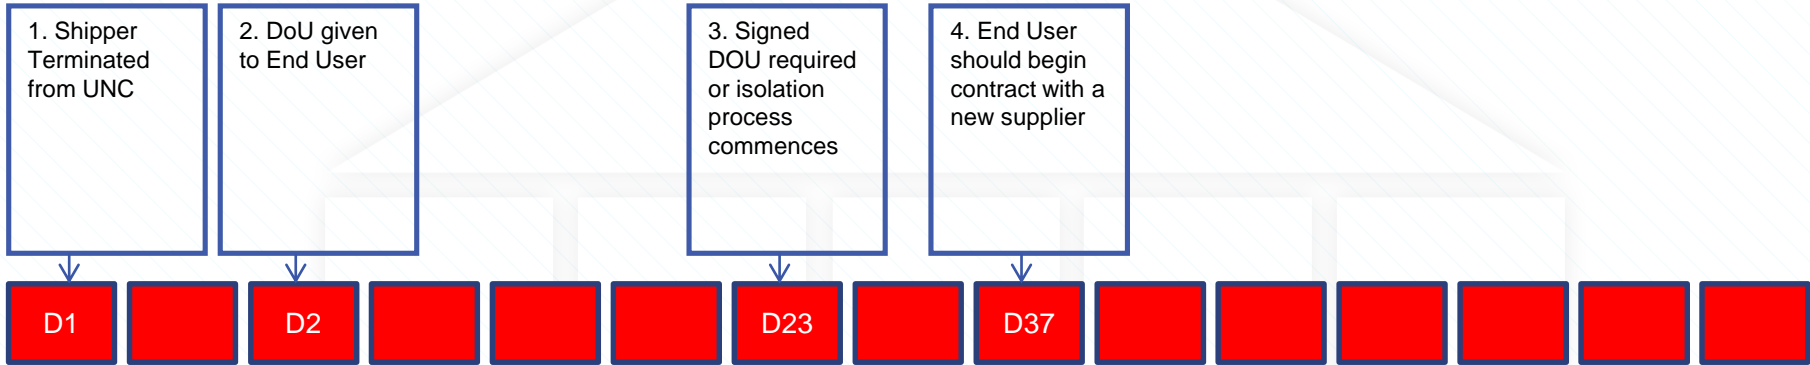 1. Shipper
Terminated
from UNC
2. DoU given
to End User
3. Signed
DOU required
or isolation
process
commences
4. End User
should begin
contract with a
new supplier
D1
D2
D23
D37